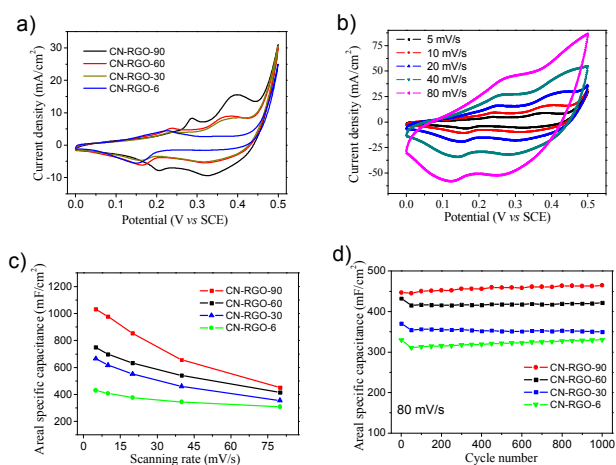 a)
CN-RGO-90
CN-RGO-60
CN-RGO-30
CN-RGO-6
Current density (mA/cm²)
30
20
10
0
-10
0.0 0.1 0.2 0.3 0.4 0.5
Potential (V vs SCE)
b)
5 mV/s
10 mV/s
20 mV/s
40 mV/s
80 mV/s
Current density (mA/cm²)
75
50
25
0
-25
-50
0.0 0.1 0.2 0.3 0.4 0.5
Potential (V vs SCE)
c)
CN-RGO-90
CN-RGO-60
CN-RGO-30
CN-RGO-6
Areal specific capacitance (mF/cm²)
1200
1000
800
600
400
200
0 20 40 60 80
Scanning rate (mV/s)
d)
CN-RGO-90
CN-RGO-60
CN-RGO-30
CN-RGO-6
80 mV/s
Areal specific capacitance (mF/cm²)
450
300
150
0 200 400 600 800 1000
Cycle number